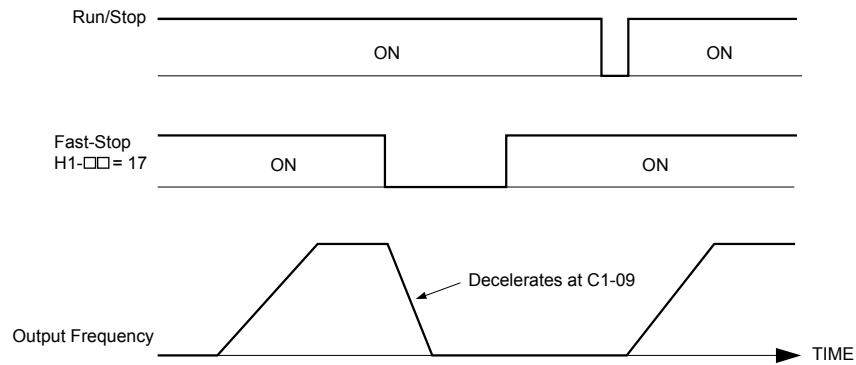 Run/Stop
ON
ON
Fast-Stop
H1-□□= 17
ON
ON
Decelerates at C1-09
Output Frequency
TIME